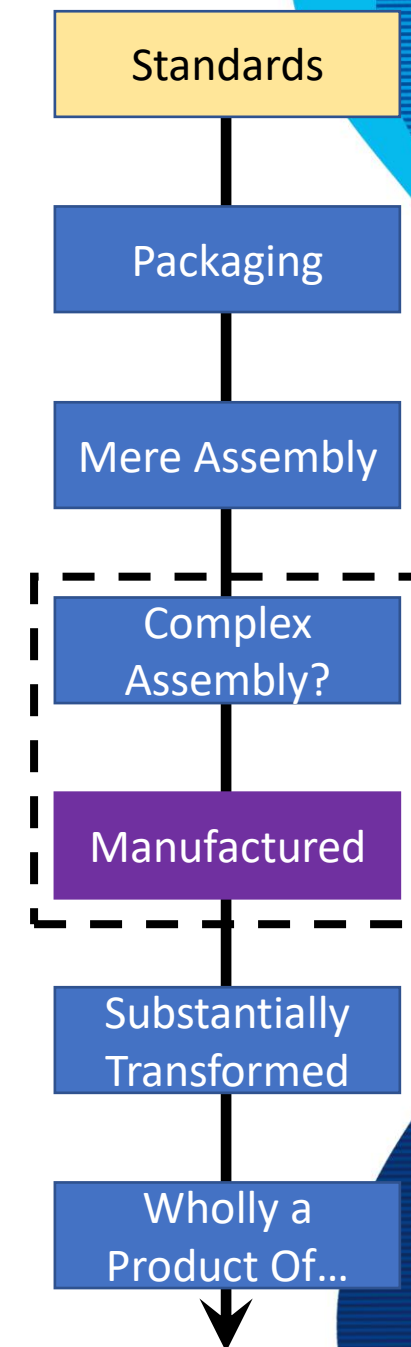 Standards
Packaging
Mere Assembly
Complex
Assembly?
Manufactured
Substantially
Transformed
Wholly a
Product Of…